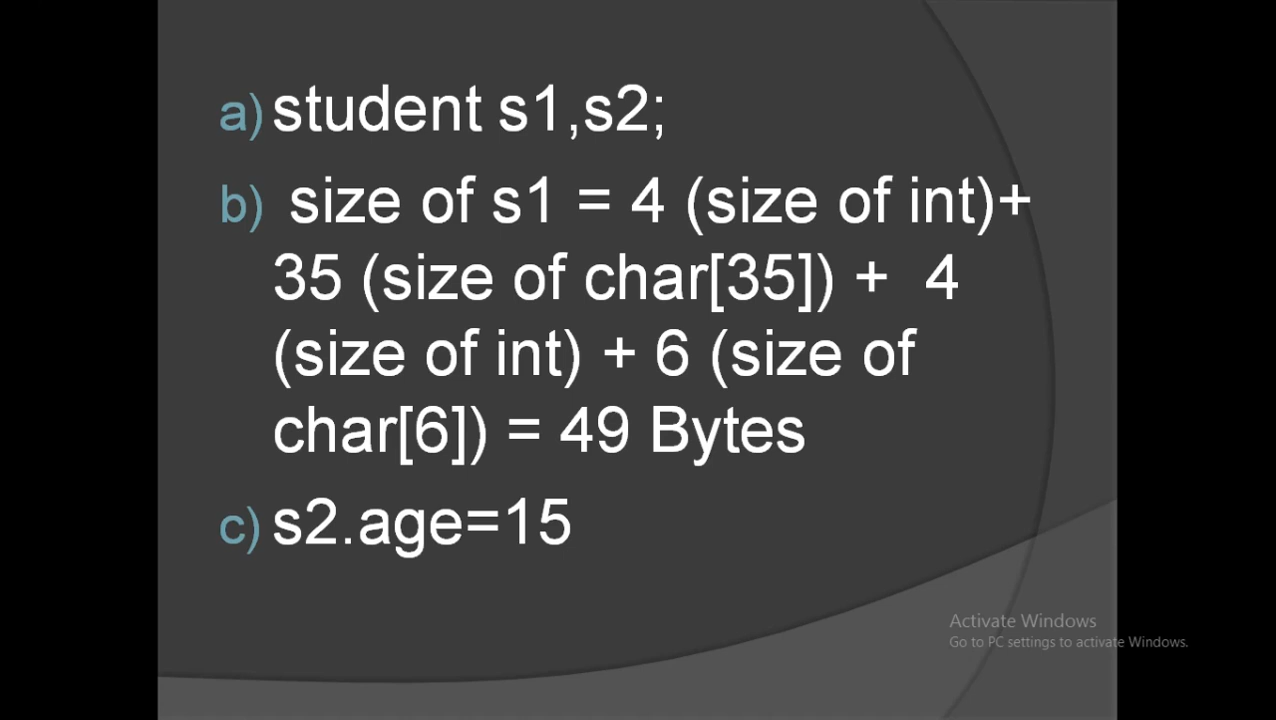 a) student s1,s2;
b) size of s1 = 4 (size of int)+
35 (size of char[35]) + 4
(size of int) + 6 (size of
char[6]) = 49 Bytes
c) s2.age=15
Activate Windows
Go to PC settings to activate Windows.